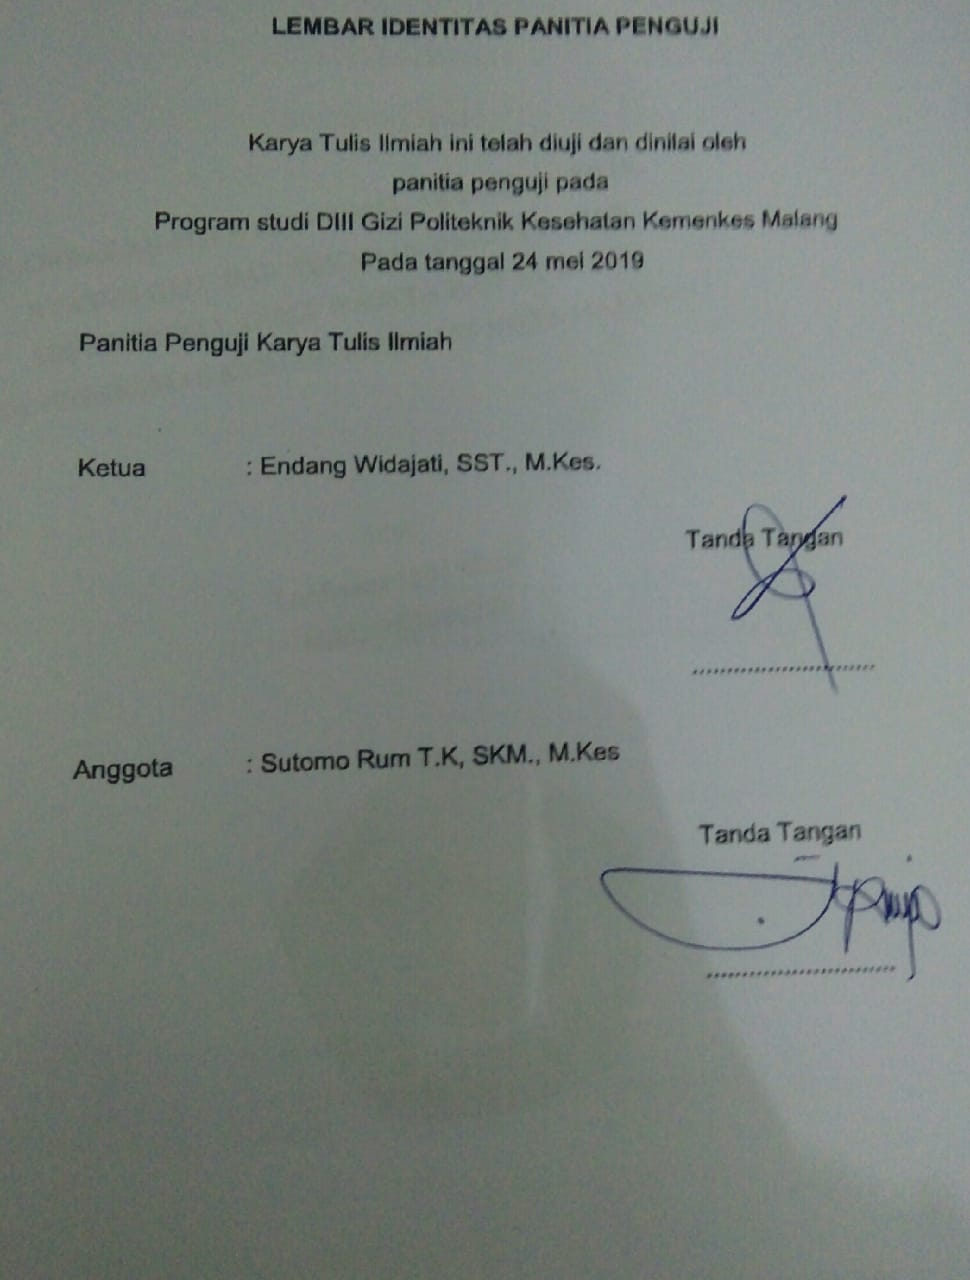 LEMBAR IDENTITAS PANITIA PENGUJI
Karya Tulis Ilmiah ini telah diuji dan dinilai oleh
panitia penguji pada
Program studi DIII Gizi Politeknik Kesehatan Kemenkes Malang
Pada tanggal 24 mei 2019
Panitia Penguji Karya Tulis Ilmiah
Ketua : Endang Widajati, SST., M.Kes.
Tanda Tangan
Anggota : Sutomo Rum T.K, SKM., M.Kes
Tanda Tangan